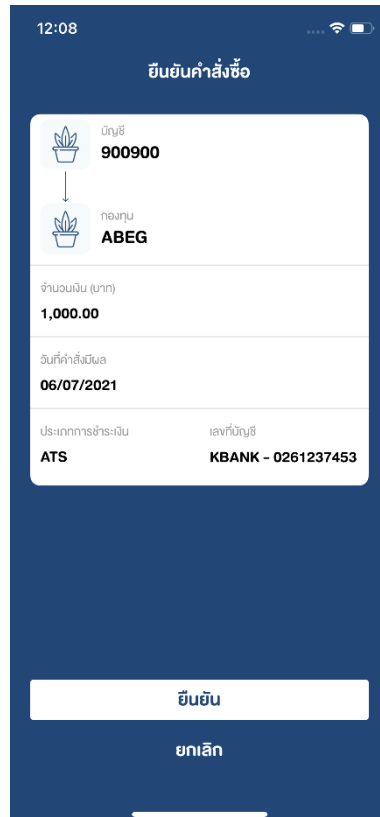 12:08
ยืนยันคำสั่งซื้อ
บัญชี
900900
กองทุน
ABEG
จำนวนเงิน (บาท)
1,000.00
วันที่คำสั่งมีผล
06/07/2021
ประเภทการชำระเงิน
เลขที่บัญชี
ATS
KBANK - 0261237453
ยืนยัน
ยกเลิก